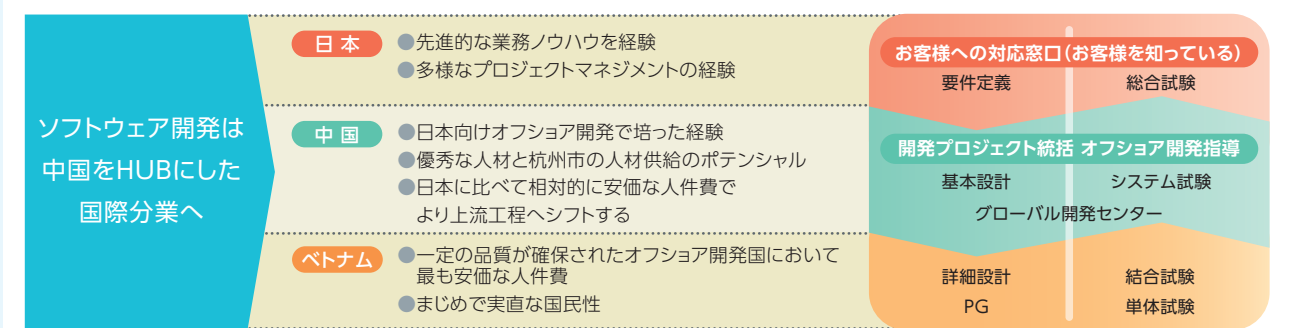 ソフトウェア開発は
中国をHUBにした
国際分業へ
日本
●先進的な業務ノウハウを経験
●多様なプロジェクトマネジメントの経験
お客様への対応窓口(お客様を知っている)
要件定義 総合試験
中国
●日本向けオフショア開発で培った経験
●優秀な人材と杭州市の人材供給のポテンシャル
●日本に比べて相対的に安価な人件費で
より上流工程へシフトする
開発プロジェクト統括 オフショア開発指導
基本設計 システム試験
グローバル開発センター
ベトナム
●一定の品質が確保されたオフショア開発国において
最も安価な人件費
●まじめで実直な国民性
詳細設計 結合試験
PG 単体試験